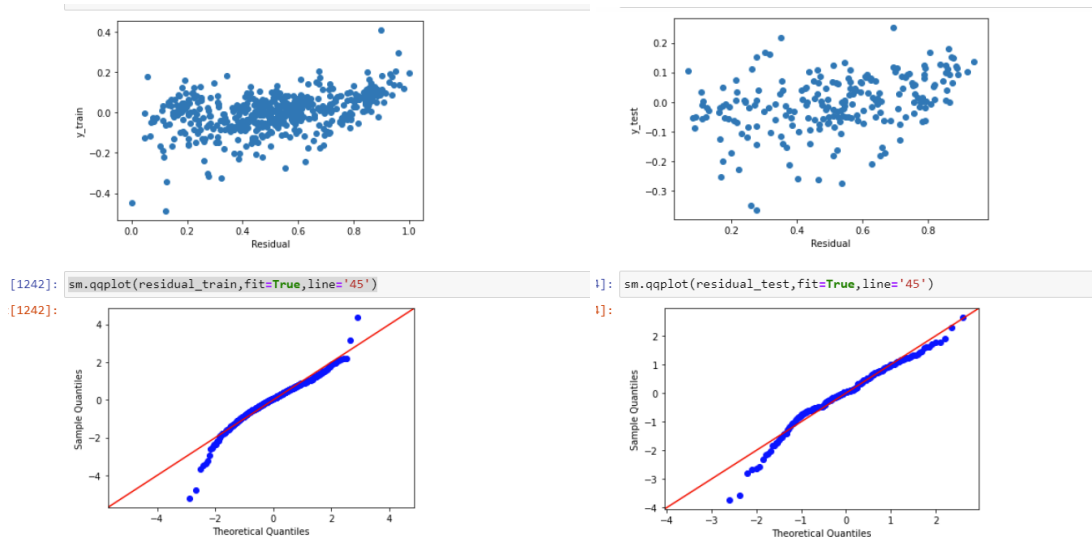 0.4
0.2
0.0
−0.2
−0.4
y_train
0.0 0.2 0.4 0.6 0.8 1.0
Residual
0.2
0.1
0.0
−0.1
−0.2
−0.3
y_test
0.2 0.4 0.6 0.8
Residual
[1242]: sm.qqplot(residual_train,fit=True,line='45')
4]: sm.qqplot(residual_test,fit=True,line='45')
[1242]:
4]:
4
2
0
−2
−4
Sample Quantiles
−4 −2 0 2 4
Theoretical Quantiles
3
2
1
0
−1
−2
−3
−4
Sample Quantiles
−4 −3 −2 −1 0 1 2
Theoretical Quantiles